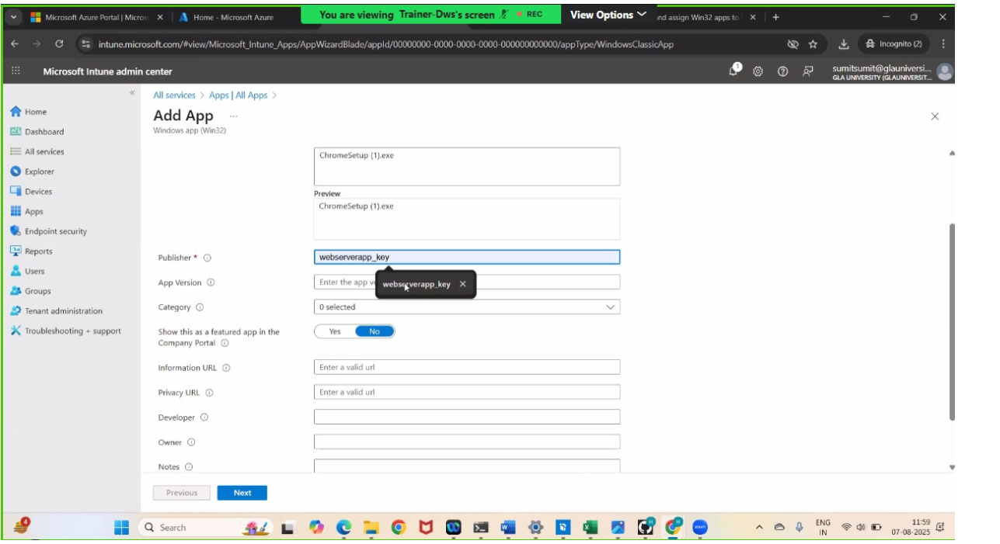 Microsoft Azure Portal | Micros
Home - Microsoft Azure
You are viewing Trainer-Dws's screen
REC
View Options
nd assign Win32 apps to
intune.microsoft.com/#view/Microsoft_Intune_Apps/AppWizardBlade/appId/00000000-0000-0000-0000-000000000000/appType/WindowsClassicApp
Incognito (2)
Microsoft Intune admin center
1
sumitsumit@glauniversi...
GLA UNIVERSITY (GLAUNIVERSIT...
All services > Apps | All Apps >
Add App ...
Windows app (Win32)
Home
Dashboard
All services
Explorer
Devices
Apps
Endpoint security
Reports
Users
Groups
Tenant administration
Troubleshooting + support
ChromeSetup (1).exe
Preview
ChromeSetup (1).exe
Publisher *
webserverapp_key
App Version
Enter the app v
webserverapp_key
Category
0 selected
Show this as a featured app in the
Company Portal
Yes
No
Information URL
Enter a valid url
Privacy URL
Enter a valid url
Developer
Owner
Notes
Previous
Next
4
Search
zoom
ENG
IN
11:59
07-08-2025